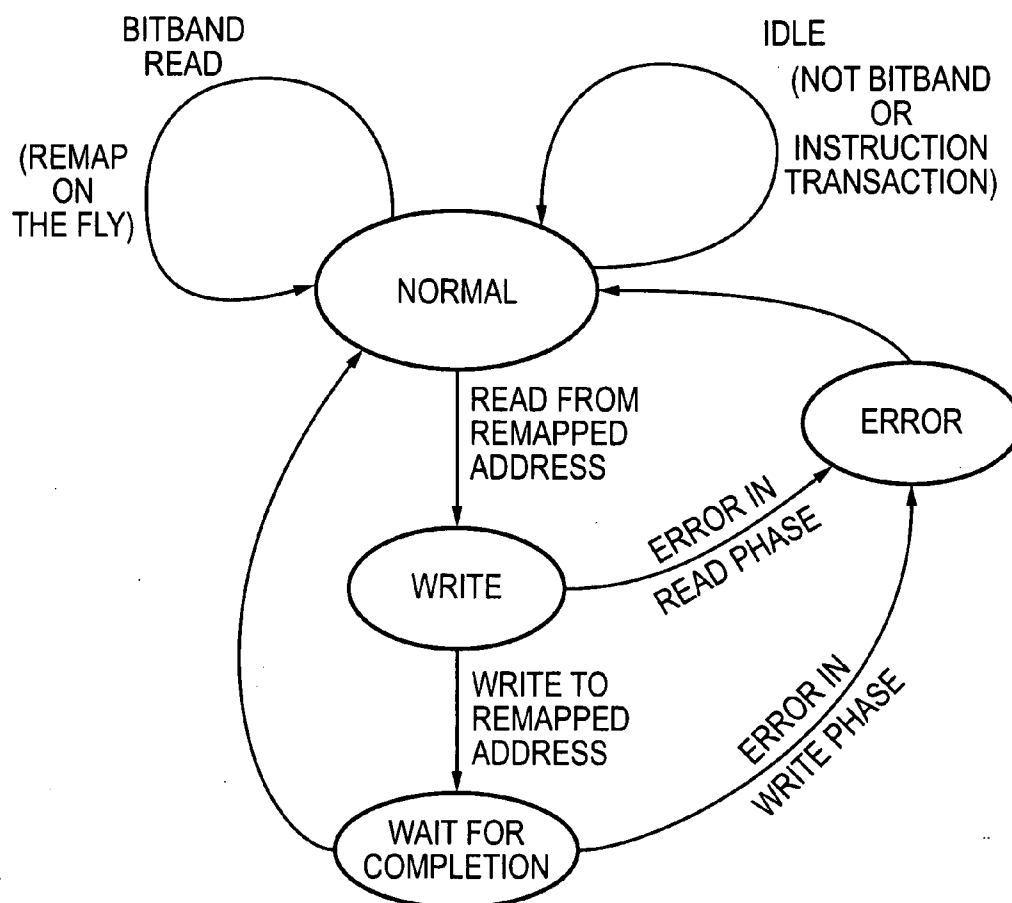 BITBAND
READ
IDLE
(NOT BITBAND
OR
INSTRUCTION
TRANSACTION)
(REMAP
ON
THE FLY)
NORMAL
READ FROM
REMAPPED
ADDRESS
ERROR
ERROR IN
READ PHASE
WRITE
WRITE TO
REMAPPED
ADDRESS
ERROR IN
WRITE PHASE
WAIT FOR
COMPLETION